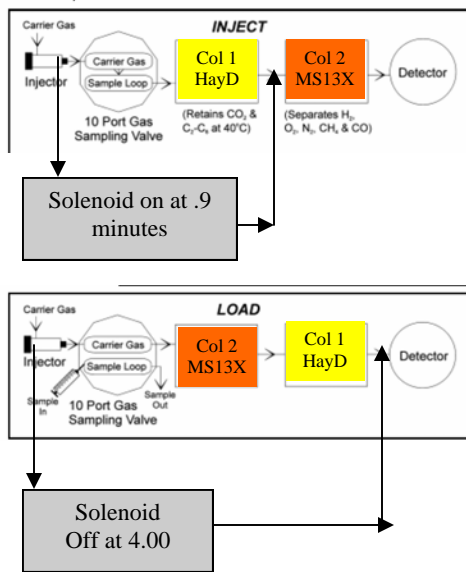 INJECT
Carrier Gas
Injector
Carrier Gas
Sample Loop
10 Port Gas
Sampling Valve
Col 1
HayD
(Retains CO₂ &
C₂-C₆ at 40°C)
Col 2
MS13X
(Separates H₂,
O₂, N₂, CH₄ & CO)
Detector
Solenoid on at .9
minutes
LOAD
Carrier Gas
Injector
Carrier Gas
Sample Loop
Sample
In
Sample
Out
10 Port Gas
Sampling Valve
Col 2
MS13X
Col 1
HayD
Detector
Solenoid
Off at 4.00